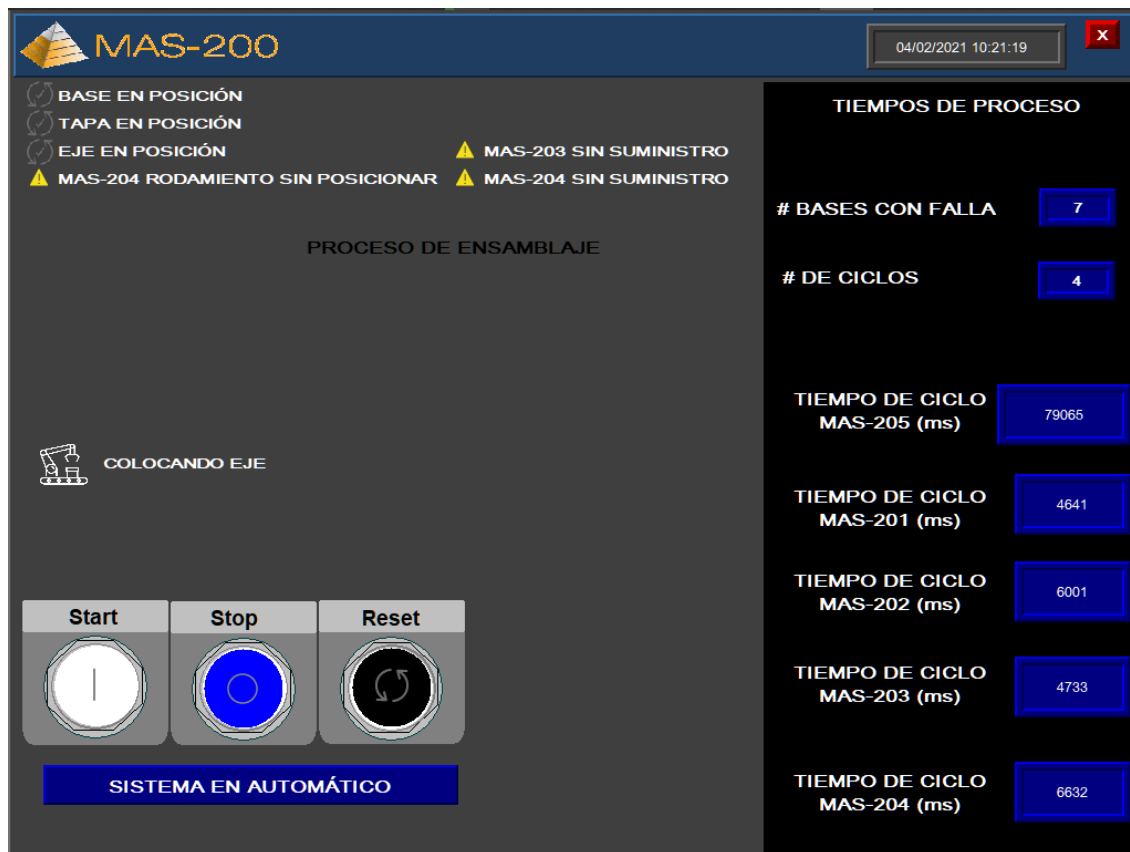 MAS-200
04/02/2021 10:21:19
X
BASE EN POSICIÓN
TAPA EN POSICIÓN
EJE EN POSICIÓN
MAS-203 SIN SUMINISTRO
MAS-204 RODAMIENTO SIN POSICIONAR
MAS-204 SIN SUMINISTRO
PROCESO DE ENSAMBLAJE
COLOCANDO EJE
Start
Stop
Reset
SISTEMA EN AUTOMÁTICO
TIEMPOS DE PROCESO
# BASES CON FALLA
7
# DE CICLOS
4
TIEMPO DE CICLO
MAS-205 (ms)
79065
TIEMPO DE CICLO
MAS-201 (ms)
4641
TIEMPO DE CICLO
MAS-202 (ms)
6001
TIEMPO DE CICLO
MAS-203 (ms)
4733
TIEMPO DE CICLO
MAS-204 (ms)
6632